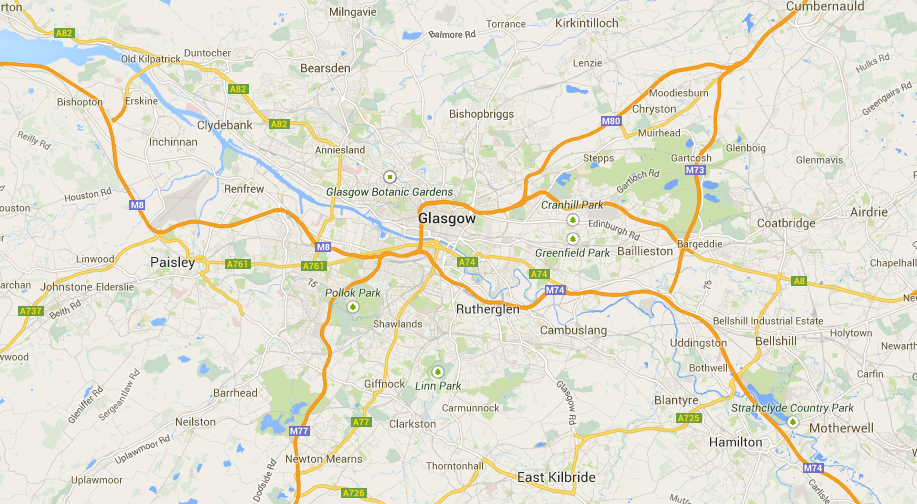 rton
Milngavie
Cumbernauld
A82
Torrance
Kirkintilloch
Balmore Rd
Duntocher
Old Kilpatrick
Bearsden
Lenzie
Hulks Rd
A82
Moodiesburn
Bishopton
Erskine
Chryston
Greengairs Rd
Bishopbriggs
M80
Clydebank
A82
Muirhead
Reilly Rd
Inchinnan
Anniesland
Glenboig
Stepps
Gartcosh
Glenmavis
M73
Gartloch Rd
Renfrew
Glasgow Botanic Gardens
Houston Rd
ouston
M8
Cranhill Park
Airdrie
Glasgow
Edinburgh Rd
Coatbridge
M8
Bargeddie
Greenfield Park
Baillieston
Linwood
Paisley
A761
A761
A74
Chapelhall
A74
A8
archan
Johnstone
Elderslie
Pollok Park
M74
New
Beith Rd
A737
Rutherglen
Shawlands
Cambuslang
Bellshill Industrial Estate
Holytown
Uddingston
Bellshill
Newarth
wwood
Bothwell
Carfin
Giffnock
Linn Park
Gleniffer Rd
Sergeantlaw Rd
Barrhead
Glasgow Rd
Blantyre
Carmunnock
Strathclyde Country Park
Neilston
A77
Clarkston
A725
M77
Motherwell
Hamilton
Uplawmoor Rd
Newton Mearns
Thorntonhall
M74
Uplawmoor
Dodside Rd
East Kilbride
A726
Carlisle